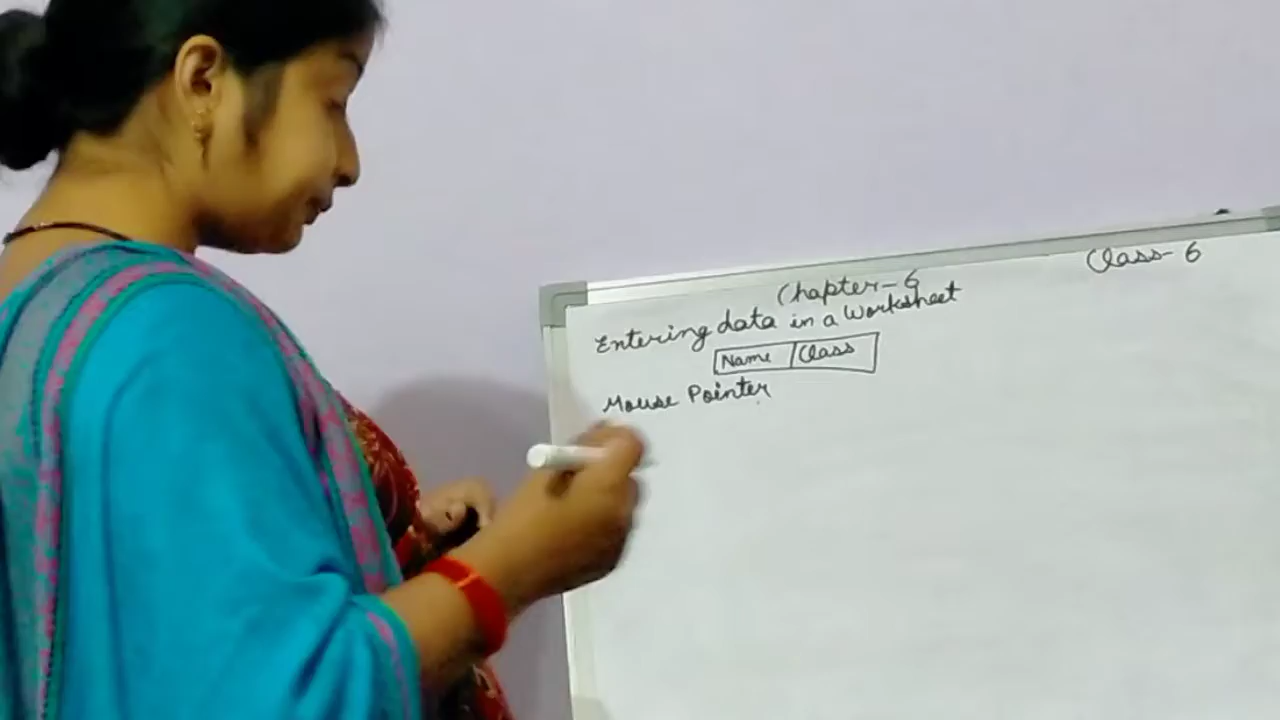 Class-6
Chapter-6
Entering data in a Worksheet
Name Class
Mouse Pointer